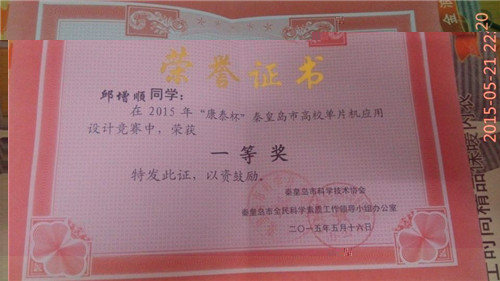 荣誉证书
邱增顺同学：
在2015年“康泰杯”秦皇岛市高校单片机应用
设计竞赛中，荣获
一等奖
特发此证，以资鼓励。
秦皇岛市科学技术协会
秦皇岛市全民科学素质工作领导小组办公室
二〇一五年五月十六日
2015-05-21 22:20